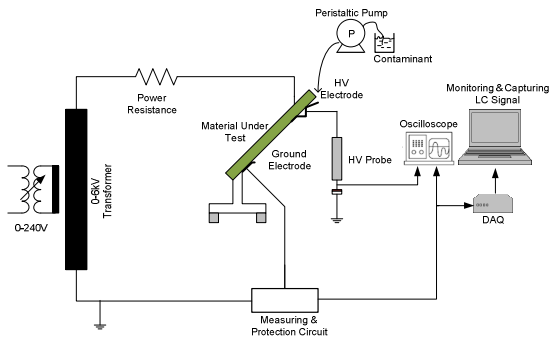 Peristaltic Pump
P
Contaminant
HV
Electrode
Monitoring & Capturing
LC Signal
Power
Resistance
Oscilloscope
Material Under
Test
Ground
Electrode
HV Probe
0-6kV
Transformer
0-240V
DAQ
Measuring &
Protection Circuit